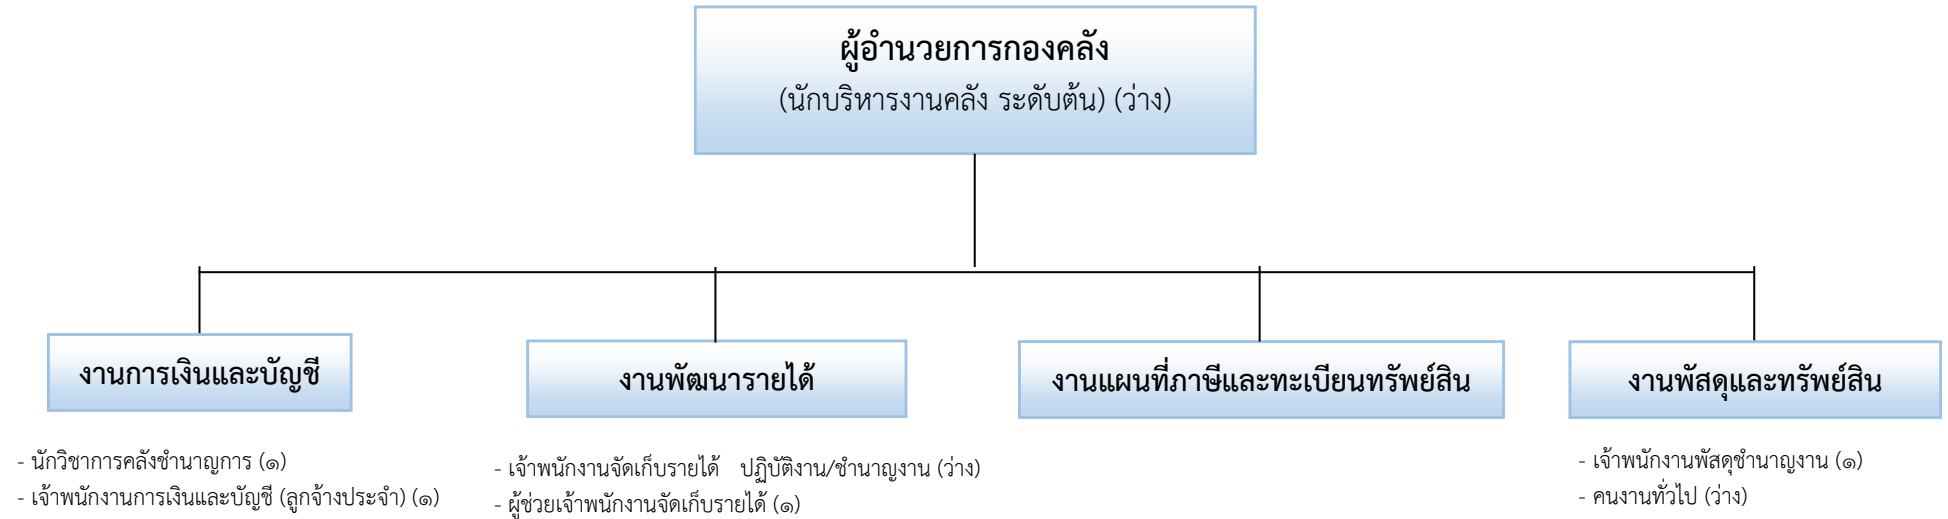 ผู้อำนวยการกองคลัง
(นักบริหารงานคลัง ระดับต้น) (ว่าง)
งานการเงินและบัญชี
- นักวิชาการคลังชำนาญการ (๑)
- เจ้าพนักงานการเงินและบัญชี (ลูกจ้างประจำ) (๑)
งานพัฒนารายได้
- เจ้าพนักงานจัดเก็บรายได้ ปฏิบัติงาน/ชำนาญงาน (ว่าง)
- ผู้ช่วยเจ้าพนักงานจัดเก็บรายได้ (๑)
งานแผนที่ภาษีและทะเบียนทรัพย์สิน
งานพัสดุและทรัพย์สิน
- เจ้าพนักงานพัสดุชำนาญงาน (๑)
- คนงานทั่วไป (ว่าง)